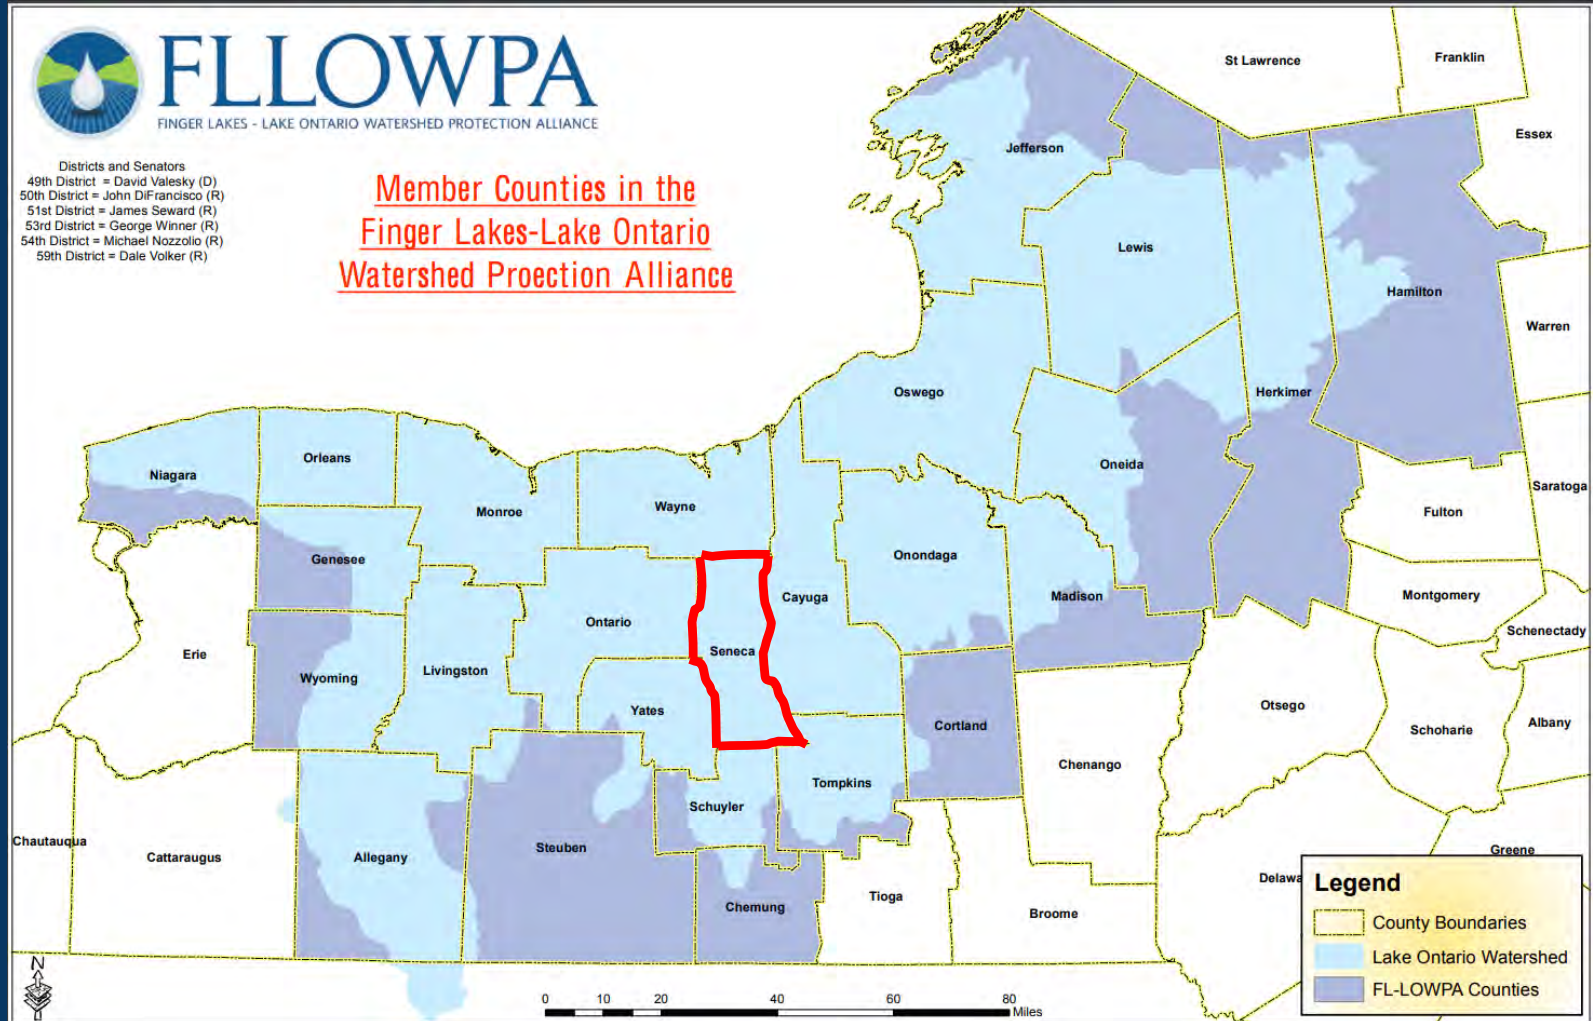 FLLOWPA
FINGER LAKES - LAKE ONTARIO WATERSHED PROTECTION ALLIANCE
Districts and Senators
49th District = David Valesky (D)
50th District = John DiFrancisco (R)
51st District = James Seward (R)
53rd District = George Winner (R)
54th District = Michael Nozzolio (R)
59th District = Dale Volker (R)
Member Counties in the
Finger Lakes-Lake Ontario
Watershed Proection Alliance
St Lawrence
Franklin
Essex
Jefferson
Lewis
Hamilton
Warren
Oswego
Herkimer
Niagara
Orleans
Oneida
Saratoga
Monroe
Wayne
Fulton
Genesee
Onondaga
Cayuga
Madison
Montgomery
Ontario
Schenectady
Erie
Seneca
Wyoming
Livingston
Yates
Otsego
Cortland
Schoharie
Albany
Chenango
Tompkins
Schuyler
Chautauqua
Cattaraugus
Allegany
Steuben
Greene
Delawa
Tioga
Chemung
Broome
Legend
County Boundaries
Lake Ontario Watershed
FL-LOWPA Counties
N
0 10 20 40 60 80
Miles